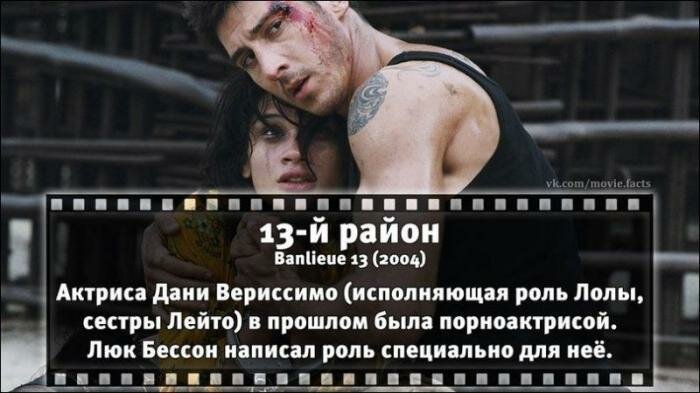 vk.com/movie.facts
13-й район
Banlieue 13 (2004)
Актриса Дани Вериссимо (исполняющая роль Лолы,
сестры Лейто) в прошлом была порноактрисой.
Люк Бессон написал роль специально для неё.